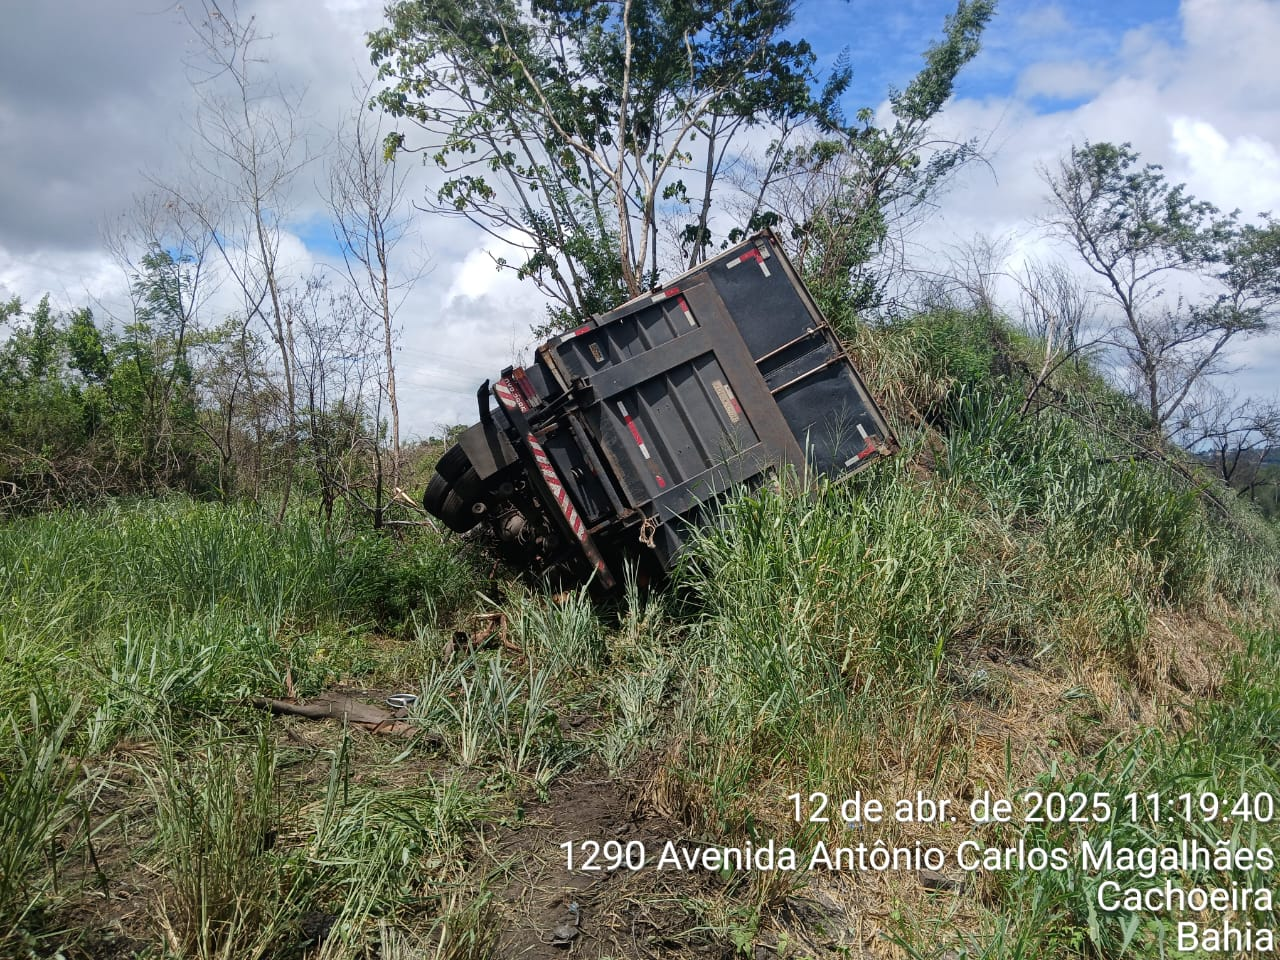 12 de abr. de 2025 11:19:40
1290 Avenida Antônio Carlos Magalhães
Cachoeira
Bahia